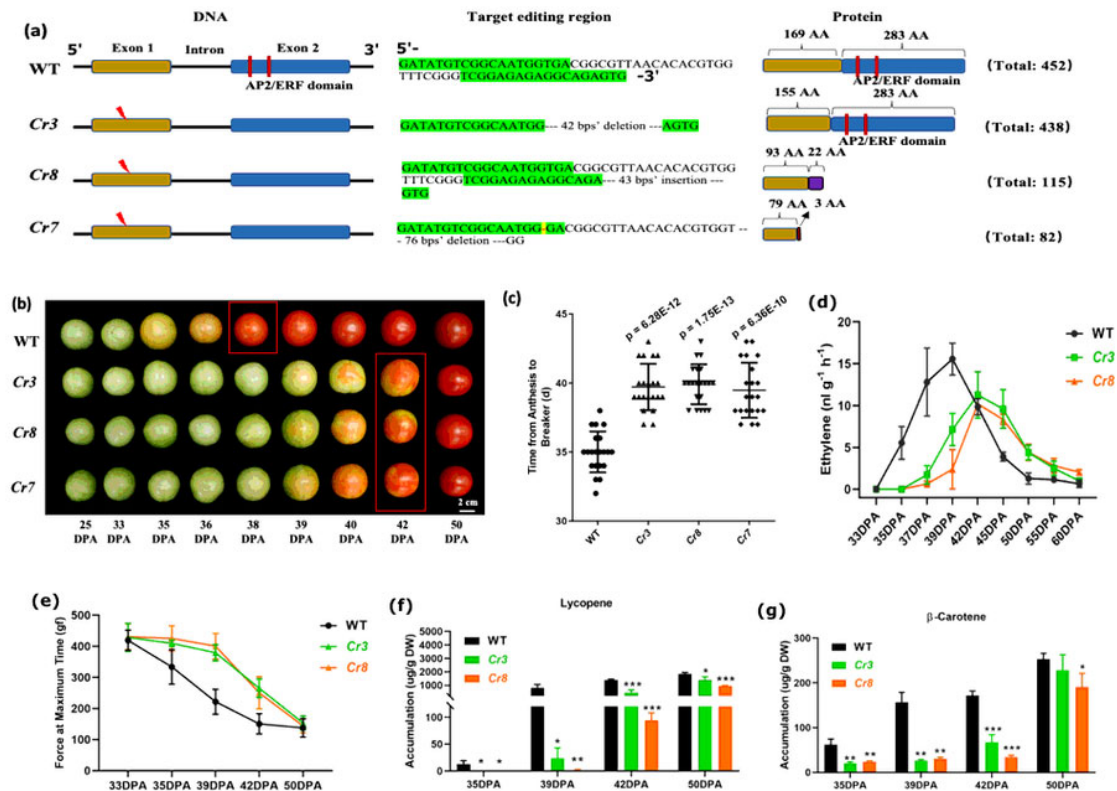 DNA
Target editing region
Protein
(a)
5'
Exon 1
Intron
Exon 2
3'
WT
AP2/ERF domain
5'-
GATATGTCGGCAATGGTGACGGCGTTAACACACGTGG
TTTCGGGTCGGAGAGAGGCAGAGTG -3'
169 AA
283 AA
AP2/ERF domain
(Total: 452)
Cr3
GATATGTCGGCAATGG--- 42 bps' deletion ----AGTG
155 AA
283 AA
AP2/ERF domain
(Total: 438)
Cr8
GATATGTCGGCAATGGTGACGGCGTTAACACACGTGG
TTTCGGGTCGGAGAGAGGCAGA--- 43 bps' insertion ---
GTG
93 AA
22 AA
(Total: 115)
Cr7
GATATGTCGGCAATGG-GACGGCGTTAACACACGTGGT --
- 76 bps' deletion ---GG
79 AA
3 AA
(Total: 82)
(b)
WT
Cr3
Cr8
Cr7
2 cm
25 DPA
33 DPA
35 DPA
36 DPA
38 DPA
39 DPA
40 DPA
42 DPA
50 DPA
(c)
p = 6.28E-12
p = 1.75E-13
p = 6.36E-10
Time from Anthesis to
Breaker (d)
45
40
35
30
WT
Cr3
Cr8
Cr7
(d)
Ethylene (nl g-1 h-1)
20
15
10
5
0
WT
Cr3
Cr8
33DPA
35DPA
37DPA
39DPA
42DPA
45DPA
50DPA
55DPA
60DPA
(e)
Force at Maximum Time (gf)
500
400
300
200
100
0
WT
Cr3
Cr8
33DPA
35DPA
39DPA
42DPA
50DPA
(f)
Lycopene
Accumulation (ug/g DW)
5000
4000
3000
2000
1000
100
50
0
WT
Cr3
Cr8
* *
* **
*** ***
* ***
35DPA
39DPA
42DPA
50DPA
(g)
β-Carotene
Accumulation (ug/g DW)
300
200
100
0
WT
Cr3
Cr8
** **
** **
*** ***
*
35DPA
39DPA
42DPA
50DPA